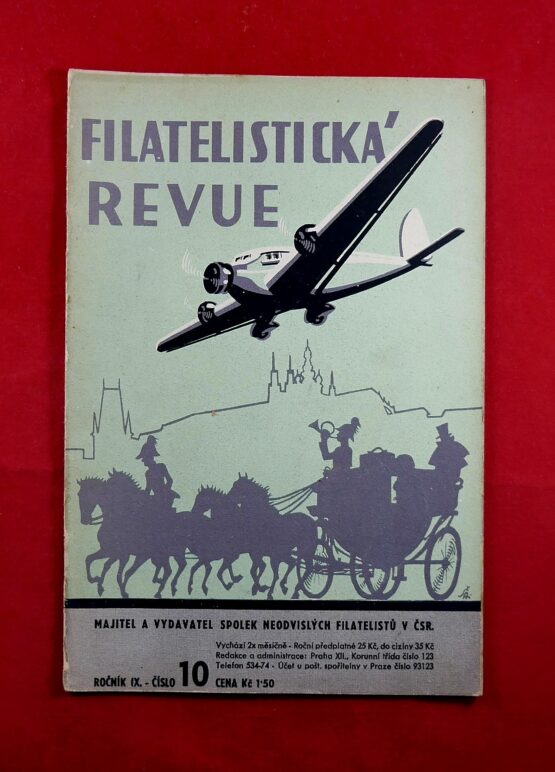 FILATELISTICKÁ
REVUE
MAJITEL A VYDAVATEL SPOLEK NEODVISLÝCH FILATELISTŮ V ČSR.
Vychází 2x měsíčně - Roční předplatné 25 Kč, do ciziny 35 Kč
Redakce a administrace: Praha XII., Korunní třída číslo 123
Telefon 534-74 - Účet u pošt. spořitelny v Praze číslo 93123
ROČNÍK IX. - ČÍSLO 10 CENA Kč 1·50